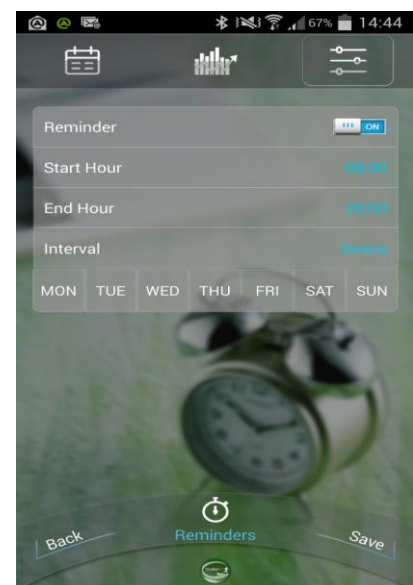 67% 14:44
Reminder ON
Start Hour 08:00
End Hour 20:00
Interval 0mins
MON TUE WED THU FRI SAT SUN
Back Reminders Save